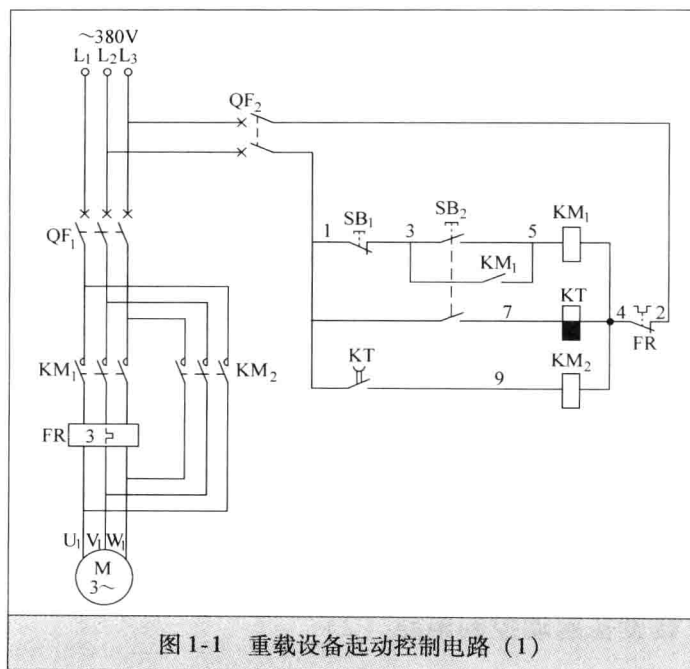 ～380V
L₁ L₂ L₃
QF₂
1 SB₁ 3 SB₂ 5 KM₁
KM₁
QF₁
7 KT 4 2
FR
KT 9 KM₂
KM₁ KM₂
FR 3
U₁ V₁ W₁
M
3～
图 1-1 重载设备起动控制电路 (1)